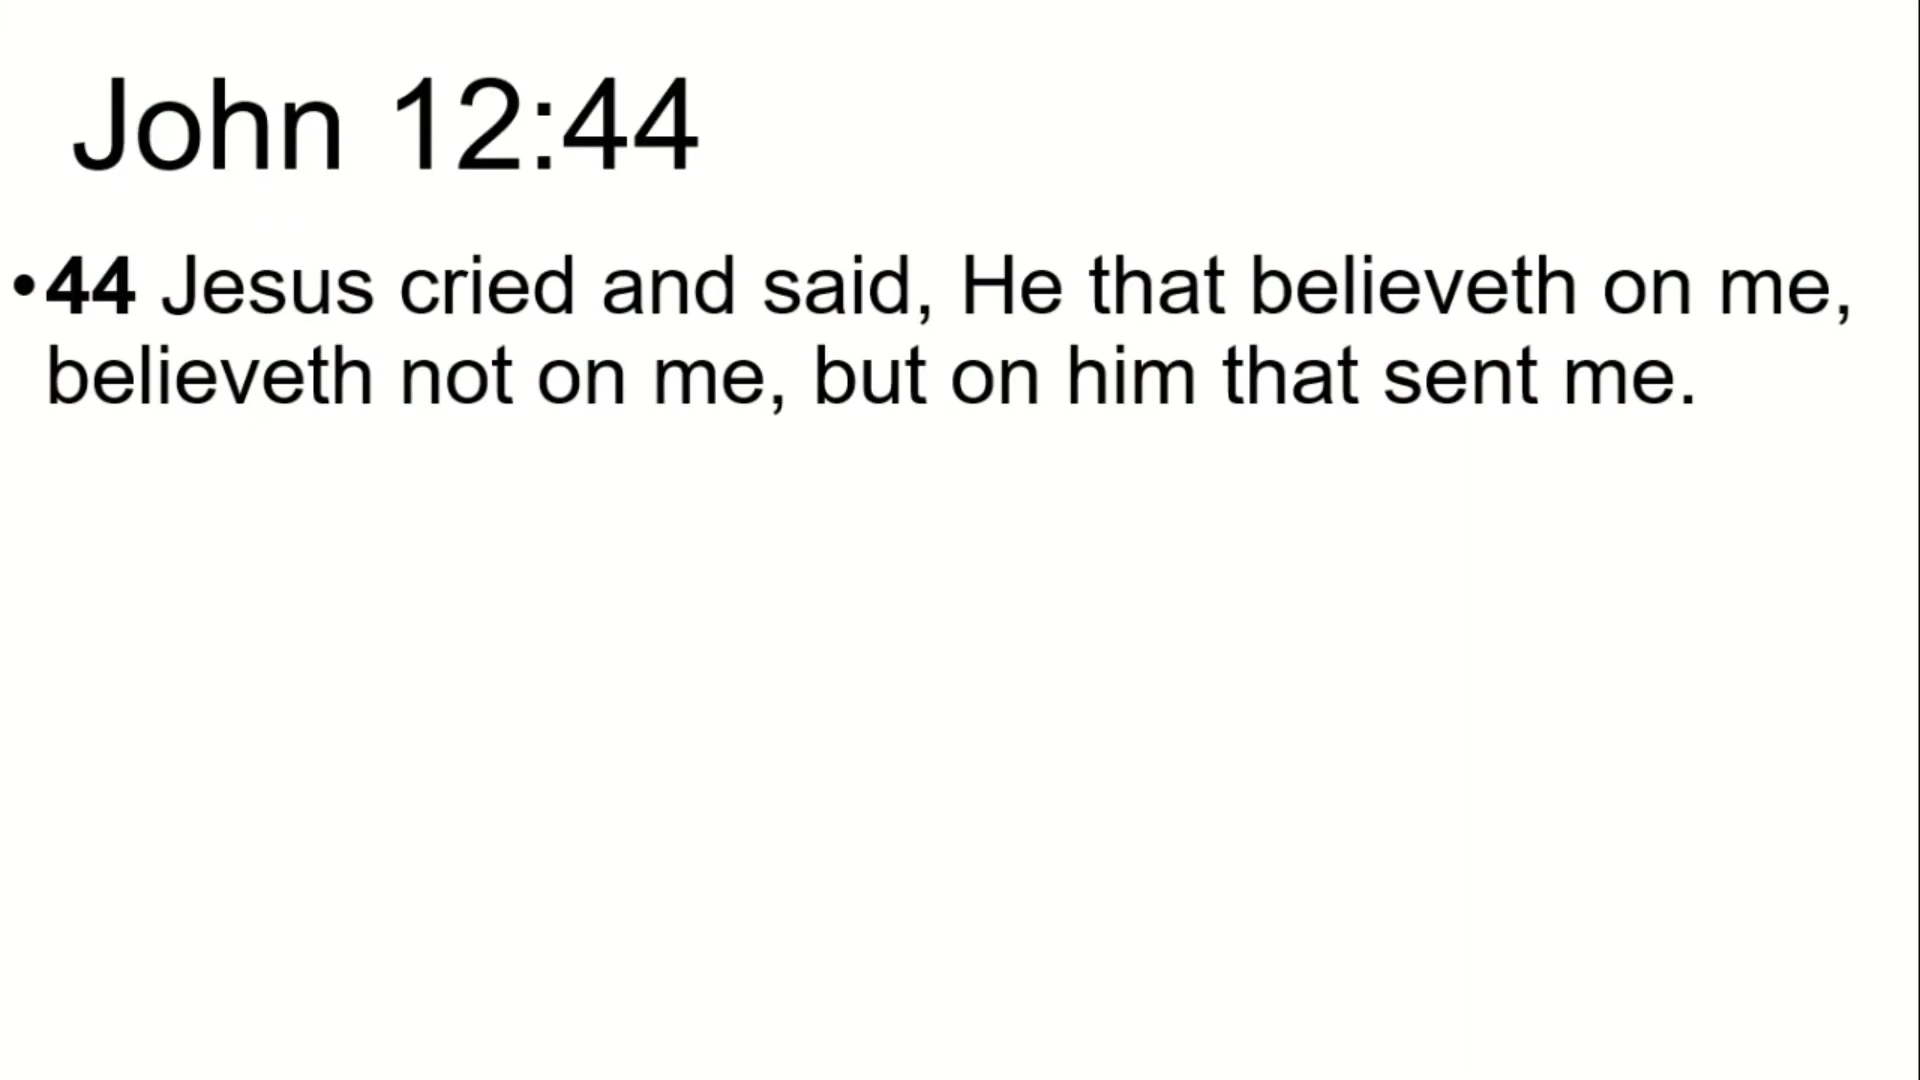 John 12:44
•44 Jesus cried and said, He that believeth on me,
believeth not on me, but on him that sent me.